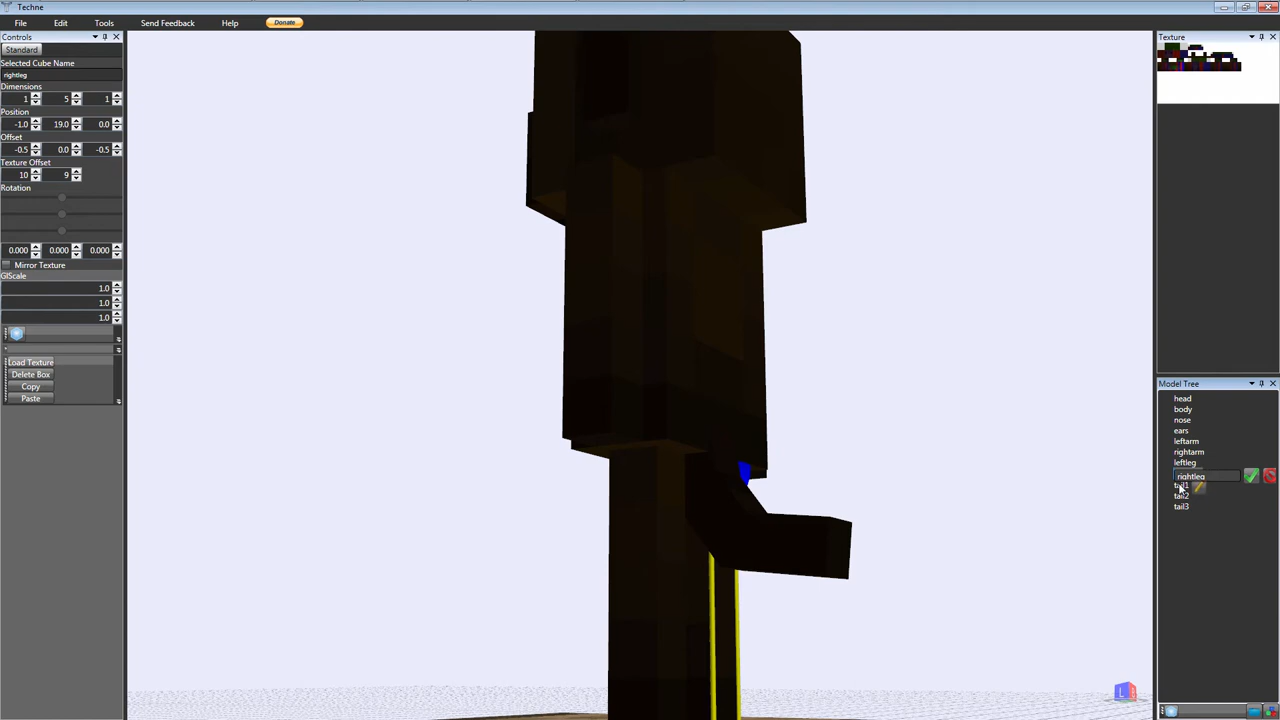 Techne
File Edit Tools Send Feedback Help Donate
Controls
Standard
Selected Cube Name
rightleg
Dimensions
1 5 1
Position
-1.0 19.0 0.0
Offset
-0.5 0.0 -0.5
Texture Offset
10 9
Rotation
0.000 0.000 0.000
Mirror Texture
GlScale
1.0
1.0
1.0
Load Texture
Delete Box
Copy
Paste
Texture
Model Tree
head
body
nose
ears
leftarm
rightarm
leftleg
rightleg
tail1
tail2
tail3
L